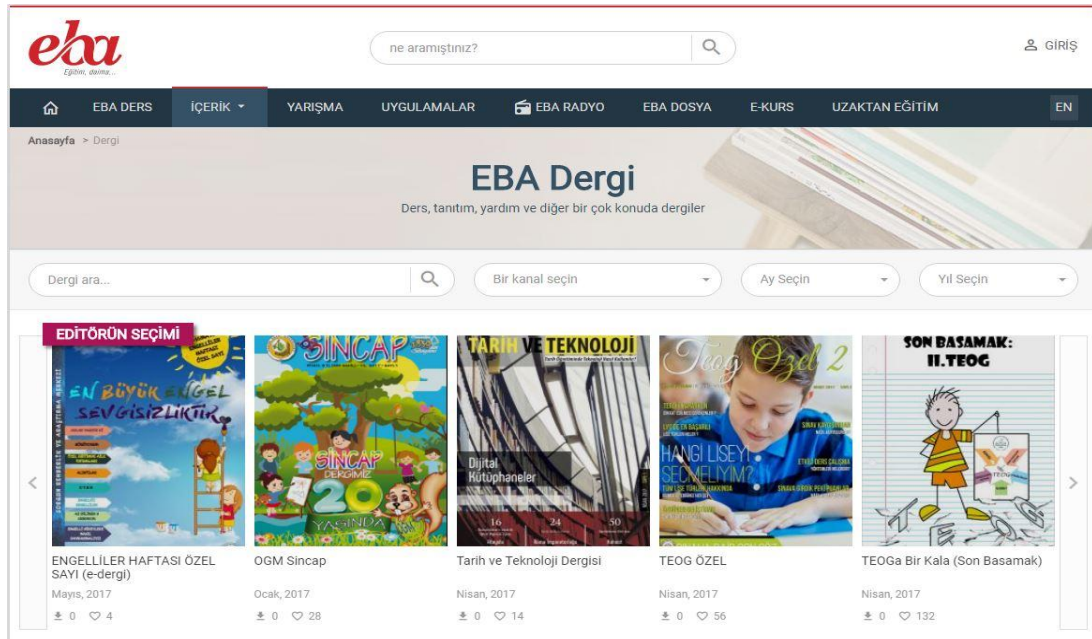 eba
Eğitim, daima...
ne aramıştınız?
GİRİŞ
EBA DERS İÇERİK YARIŞMA UYGULAMALAR EBA RADYO EBA DOSYA E-KURS UZAKTAN EĞİTİM EN
Anasayfa > Dergi
EBA Dergi
Ders, tanıtım, yardım ve diğer bir çok konuda dergiler
Dergi ara... Bir kanal seçin Ay Seçin Yıl Seçin
EDİTÖRÜN SEÇİMİ
EN BÜYÜK ENGEL
SEVGİSİZLİKTİR
SİNCAP
SİNCAP
DERGİMİZ
20
YAŞINDA
TARİH VE TEKNOLOJİ
Dijital
Kütüphaneler
16 24 50
Teog Özel 2
HANGİ LİSEYİ
SEÇMELİYİM?
SON BASAMAK:
II.TEOG
TEOG
ENGELLİLER HAFTASI ÖZEL
SAYI (e-dergi)
Mayıs, 2017
0 4
OGM Sincap
Ocak, 2017
0 28
Tarih ve Teknoloji Dergisi
Nisan, 2017
0 14
TEOG ÖZEL
Nisan, 2017
0 56
TEOGa Bir Kala (Son Basamak)
Nisan, 2017
0 132